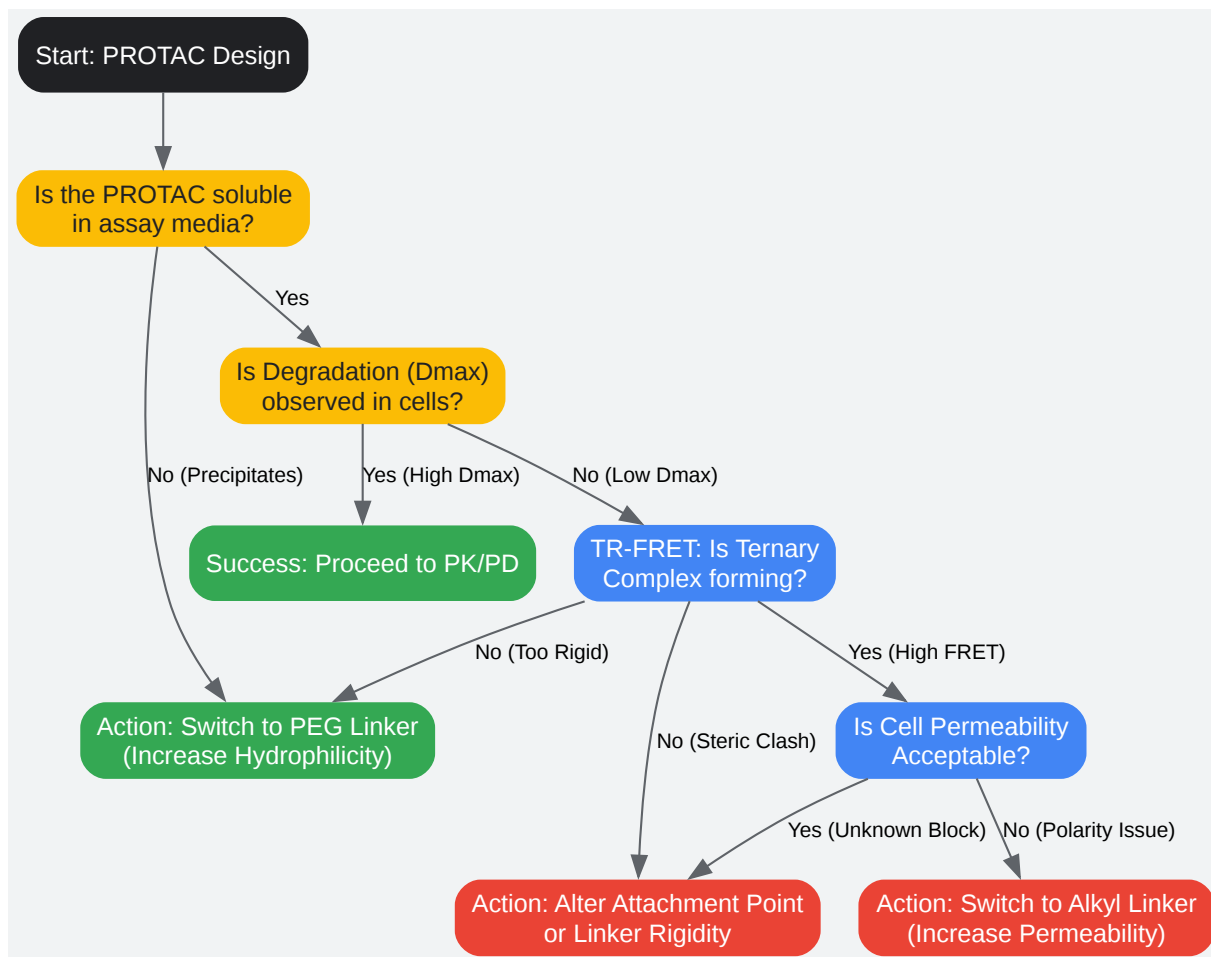 Start: PROTAC Design
Is the PROTAC soluble
in assay media?
Yes
Is Degradation (Dmax)
observed in cells?
No (Precipitates)
Yes (High Dmax)
No (Low Dmax)
Success: Proceed to PK/PD
TR-FRET: Is Ternary
Complex forming?
No (Too Rigid)
Yes (High FRET)
Action: Switch to PEG Linker
(Increase Hydrophilicity)
No (Steric Clash)
Is Cell Permeability
Acceptable?
Yes (Unknown Block)
No (Polarity Issue)
Action: Alter Attachment Point
or Linker Rigidity
Action: Switch to Alkyl Linker
(Increase Permeability)